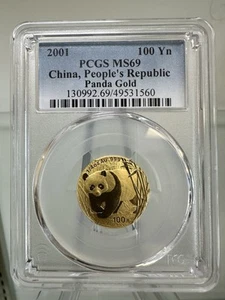 2001 100 Yn
PCGS MS69
China, People's Republic
Panda Gold
130992.69/49531560